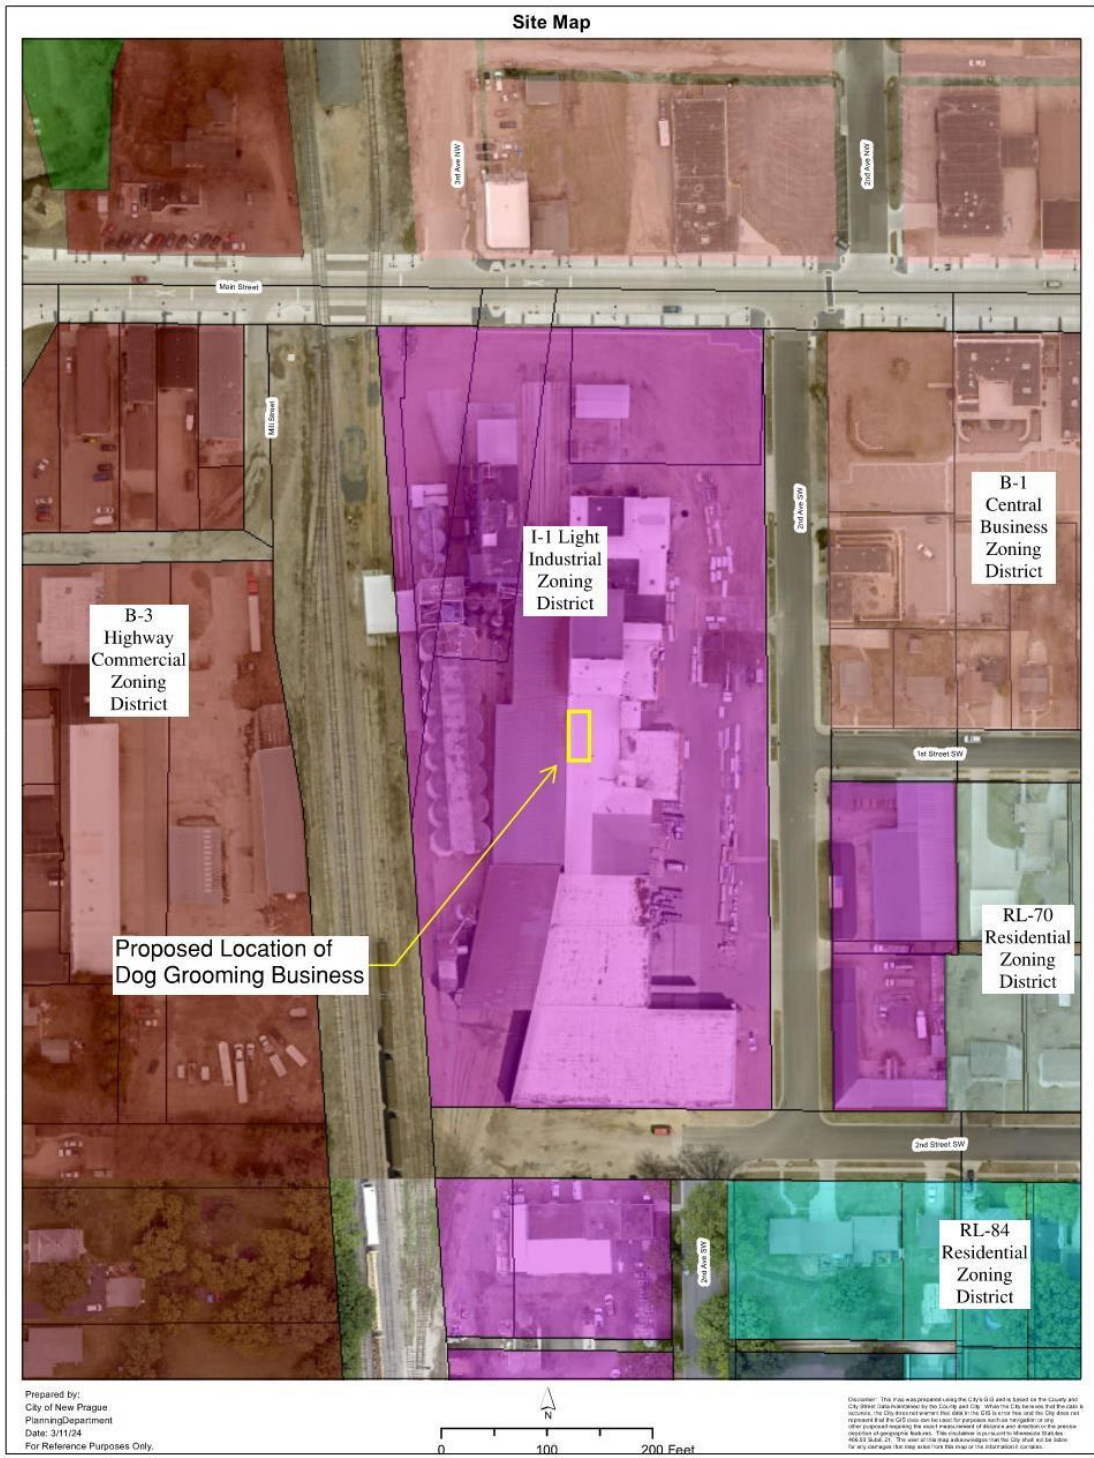 Site Map
3rd Ave NW
2nd Ave NW
Main Street
Mill Street
2nd Ave SW
B-1
Central
Business
Zoning
District
I-1 Light
Industrial
Zoning
District
B-3
Highway
Commercial
Zoning
District
1st Street SW
Proposed Location of
Dog Grooming Business
RL-70
Residential
Zoning
District
2nd Street SW
2nd Ave SW
RL-84
Residential
Zoning
District
Prepared by:
City of New Prague
PlanningDepartment
Date: 3/11/24
For Reference Purposes Only.
N
0 100 200 Feet